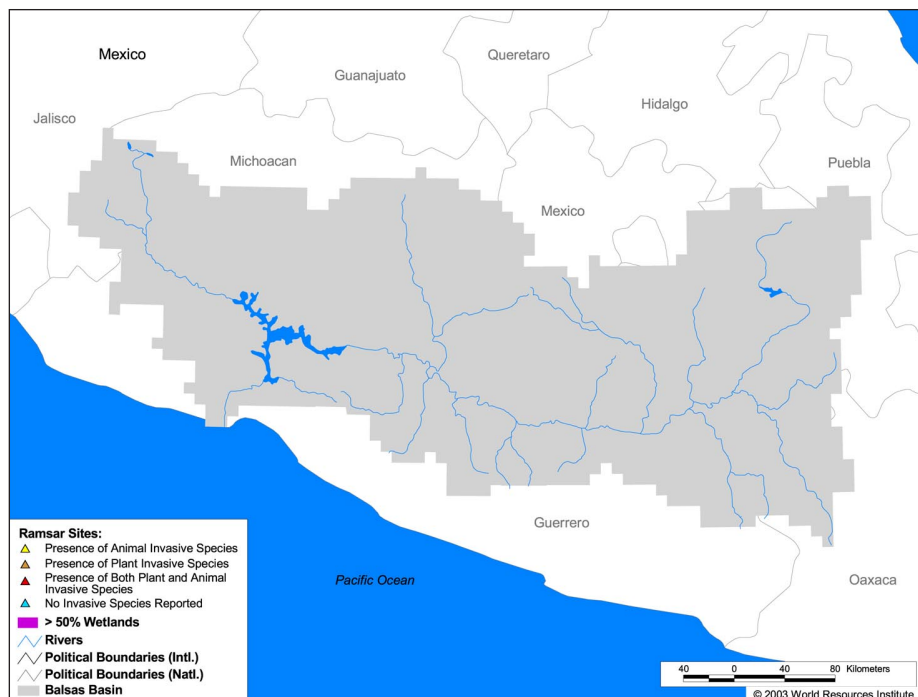 Mexico
Queretaro
Guanajuato
Hidalgo
Jalisco
Michoacan
Puebla
Mexico
Guerrero
Pacific Ocean
Oaxaca
Ramsar Sites:
Presence of Animal Invasive Species
Presence of Plant Invasive Species
Presence of Both Plant and Animal
Invasive Species
No Invasive Species Reported
> 50% Wetlands
Rivers
Political Boundaries (Intl.)
Political Boundaries (Natl.)
Balsas Basin
40 0 40 80 Kilometers
© 2003 World Resources Institute